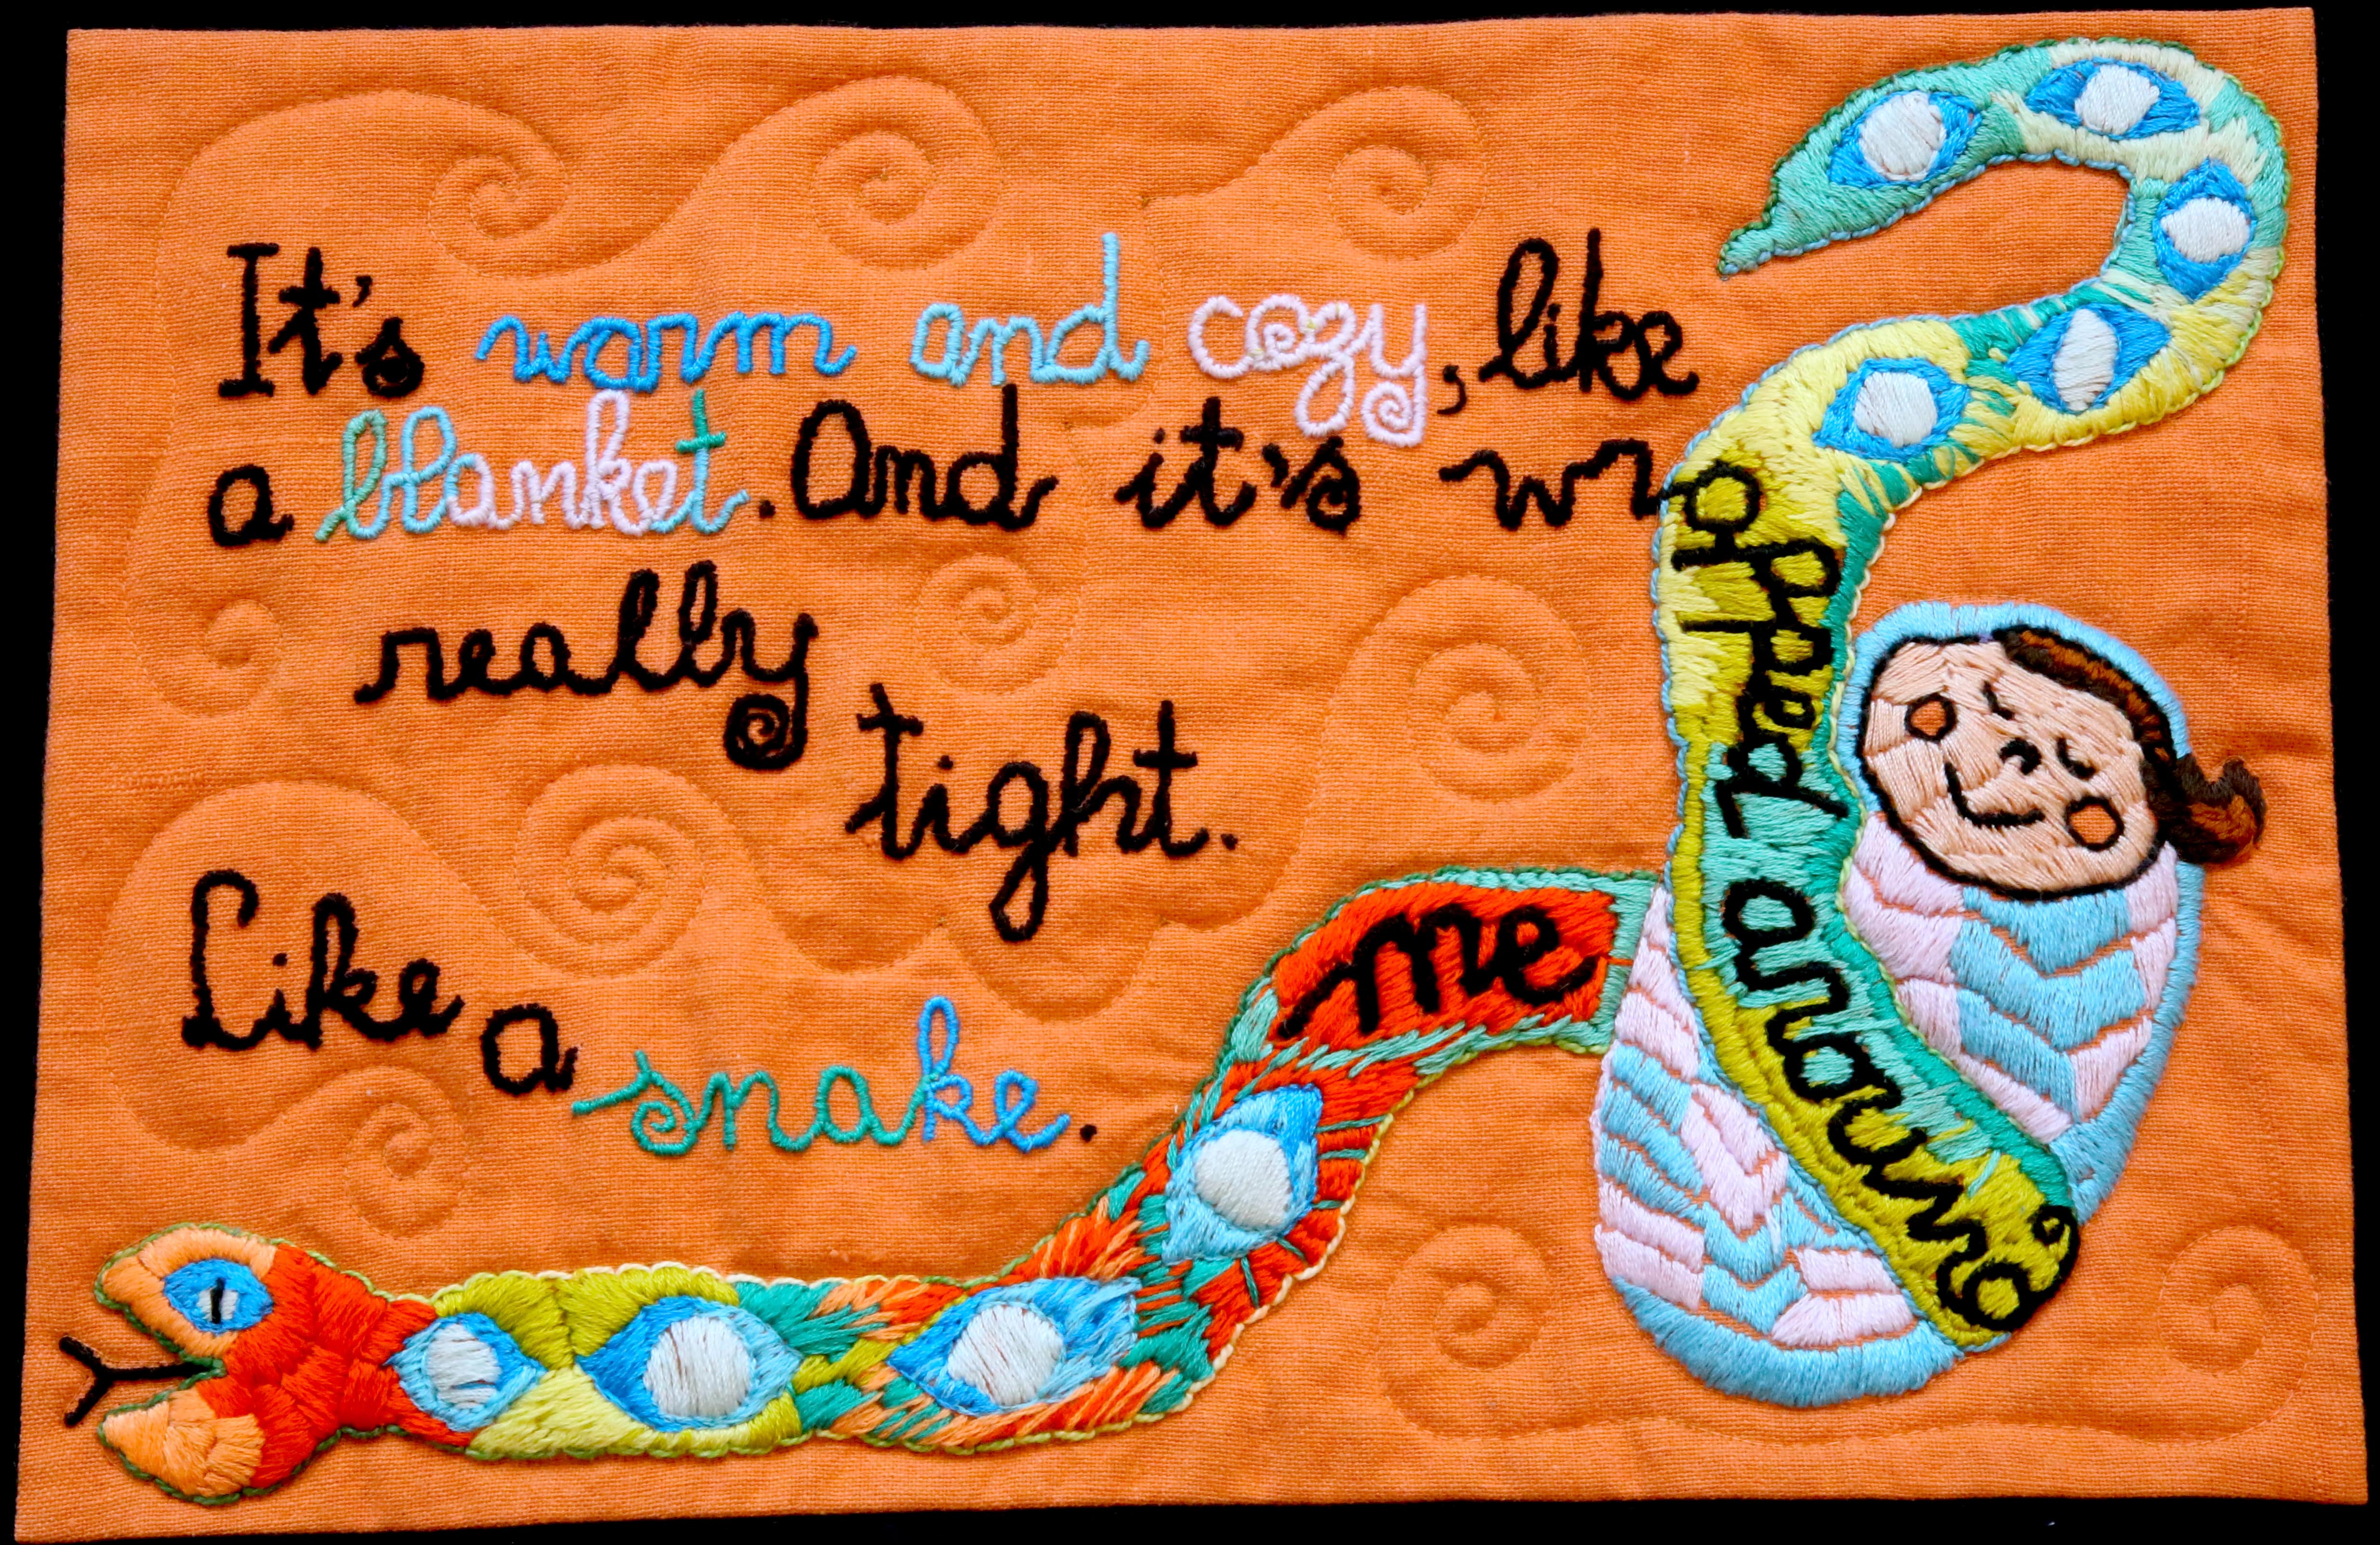 It's warm and cozy, like
a blanket. And it's wrapped around
me
really
tight.
Like a
snake.